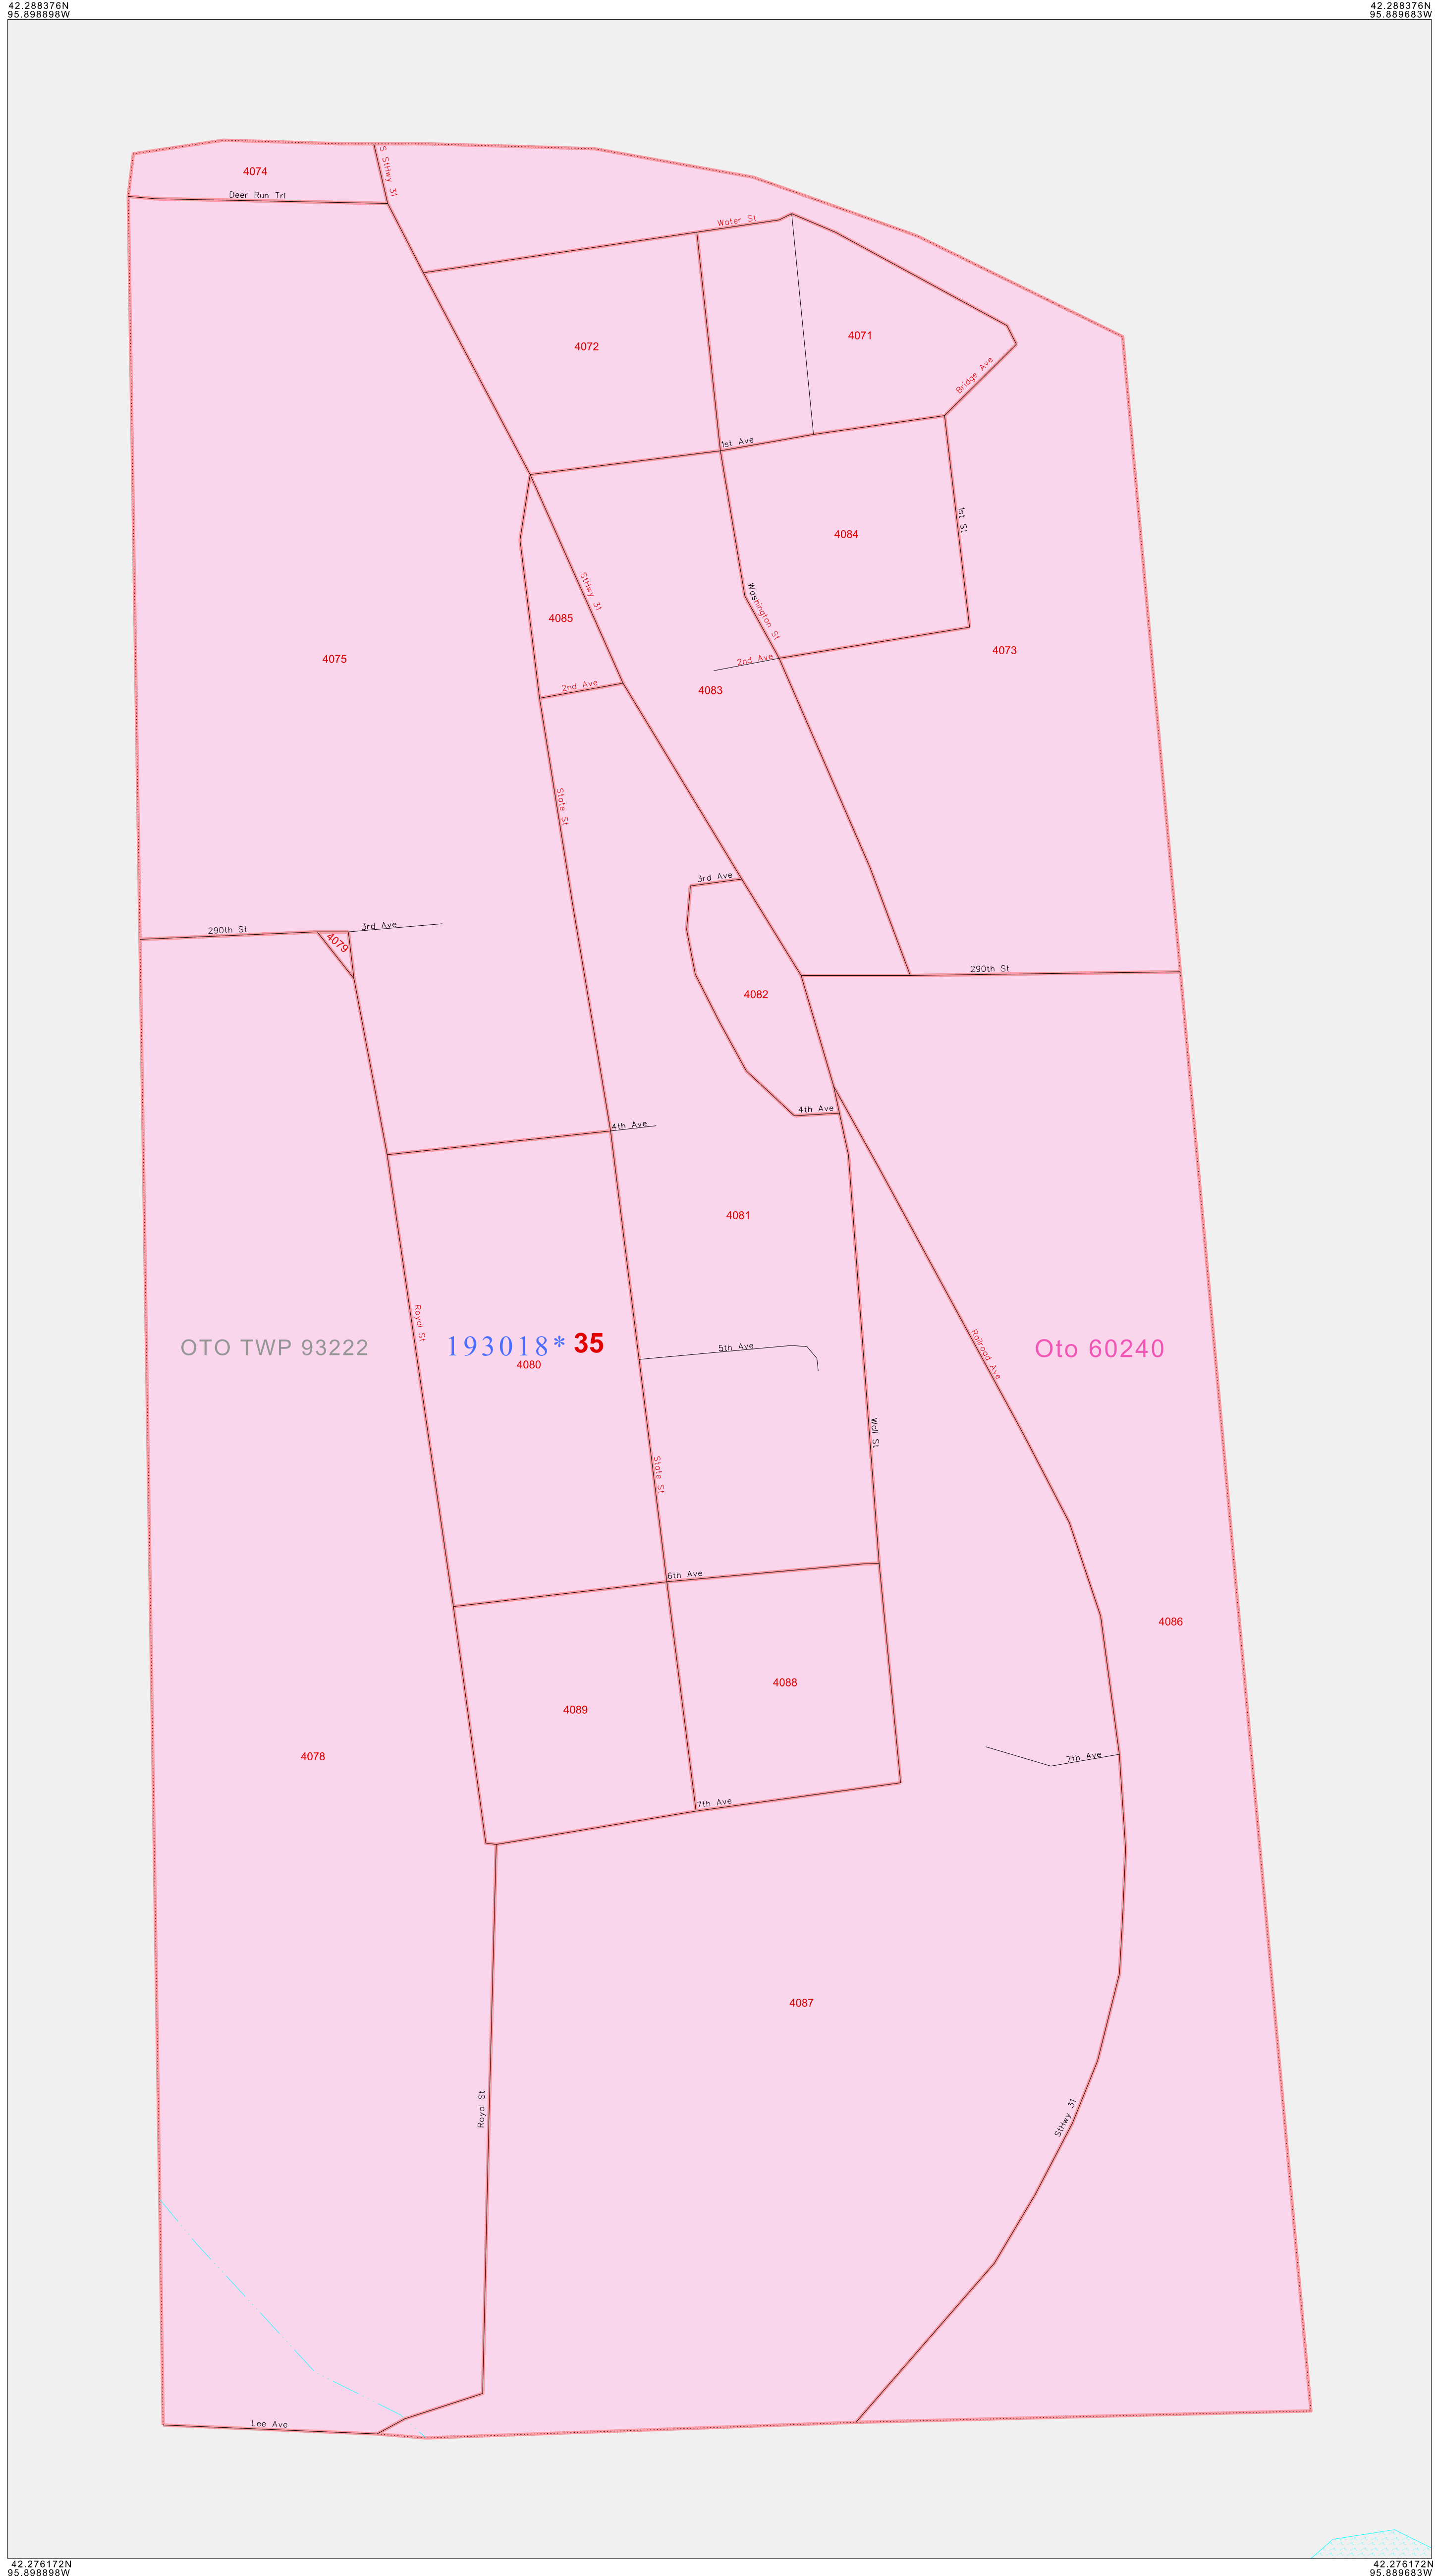 42.288376N
95.898898W
42.288376N
95.889683W
4074
S StHwy 31
Deer Run Trl
Water St
4072
4071
Bridge Ave
1st Ave
1st St
4084
StHwy 31
Washington St
4085
4075
4073
2nd Ave
2nd Ave
4083
State St
3rd Ave
290th St
3rd Ave
4079
290th St
4082
4th Ave
4th Ave
4081
Royal St
OTO TWP 93222
193018* 35
4080
5th Ave
Railroad Ave
Oto 60240
Wall St
State St
6th Ave
4086
4088
4089
4078
7th Ave
7th Ave
4087
Royal St
StHwy 31
Lee Ave
42.276172N
95.898898W
42.276172N
95.889683W